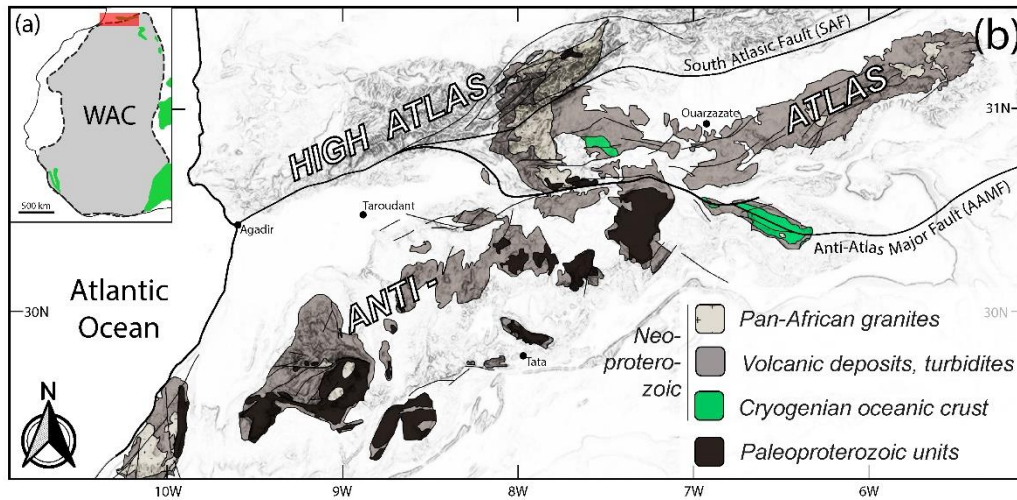 (a)
WAC
500 km
(b)
South Atlasic Fault (SAF)
HIGH ATLAS
ATLAS
Ouarzazate
31N
Taroudant
Agadir
Anti-Atlas Major Fault (AAMF)
ANTI -
Atlantic
Ocean
30N
30N
Tata
N
Neo-
protero-
zoic
Pan-African granites
Volcanic deposits, turbidites
Cryogenian oceanic crust
Paleoproterozoic units
10W
9W
8W
7W
6W